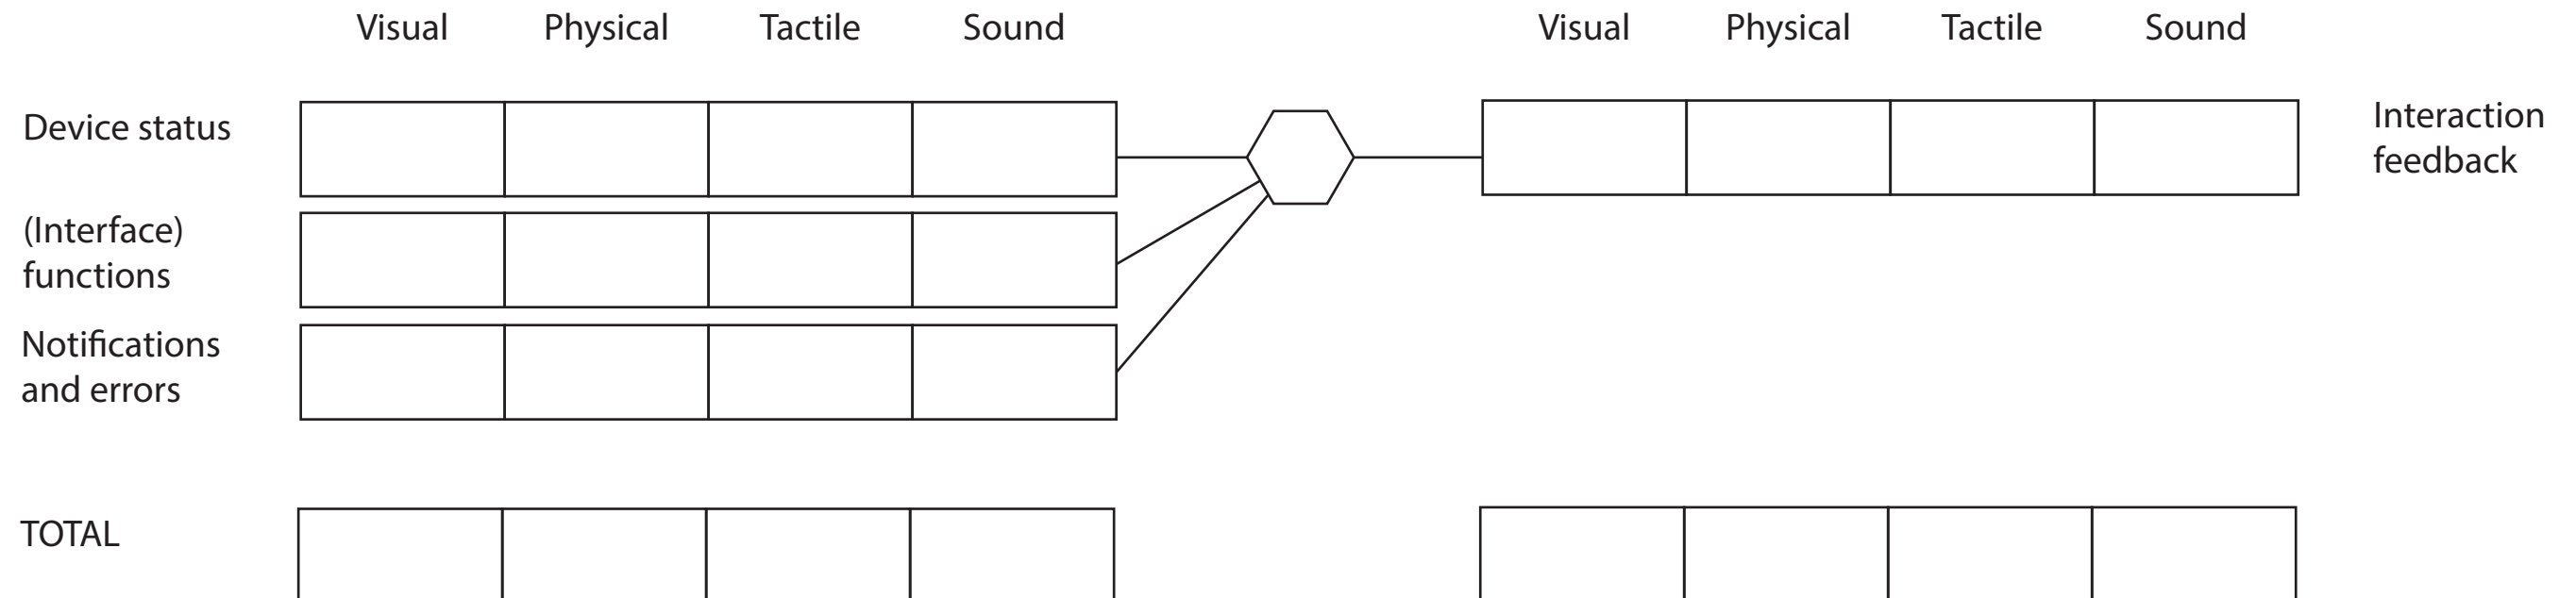 Visual Physical Tactile Sound Visual Physical Tactile Sound
Device status
Interaction
feedback
(Interface)
functions
Notifications
and errors
TOTAL